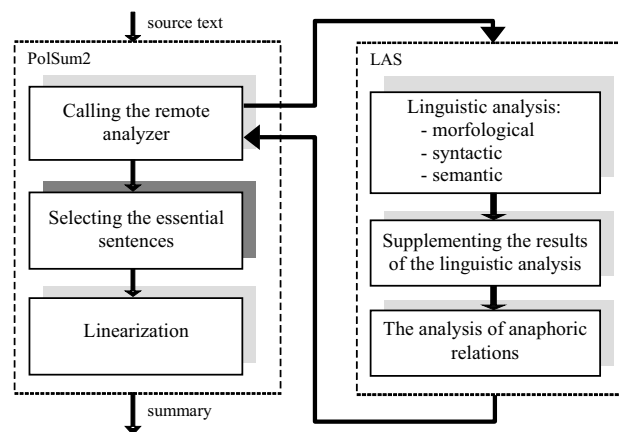 source text
PolSum2
Calling the remote
analyzer
Selecting the essential
sentences
Linearization
summary
LAS
Linguistic analysis:
- morfological
- syntactic
- semantic
Supplementing the results
of the linguistic analysis
The analysis of anaphoric
relations